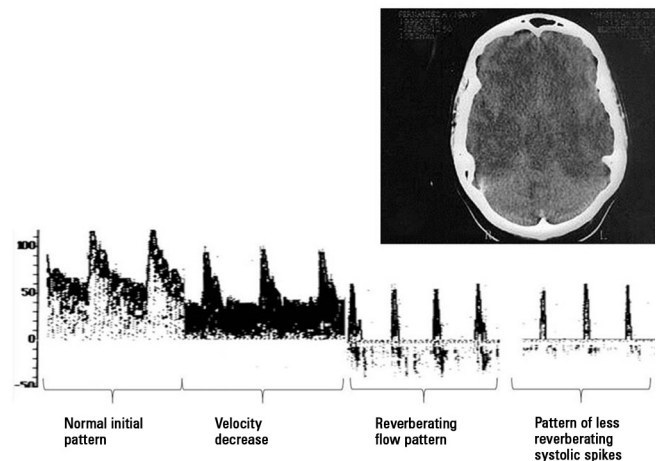 100
50
0
-50
R
L
Normal initial
pattern
Velocity
decrease
Reverberating
flow pattern
Pattern of less
reverberating
systolic spikes